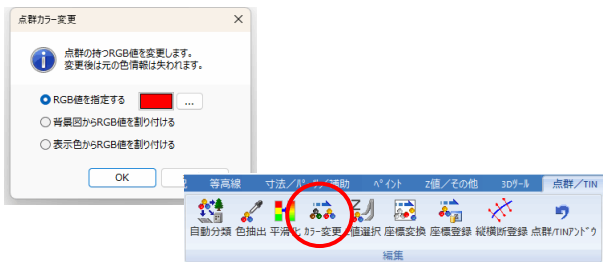 点群カラー変更
点群の持つRGB値を変更します。
変更後は元の色情報は失われます。
RGB値を指定する ...
背景図からRGB値を割り付ける
表示色からRGB値を割り付ける
OK
等高線 補助 ﾍﾟｲﾝﾄ z値／その他 3Dﾂｰﾙ 点群／TIN
自動分類 色抽出 平滑化 ｶﾗｰ変更 値選択 座標変換 座標登録 縦横断登録 点群/TINｱﾝﾄﾞｩ
編集